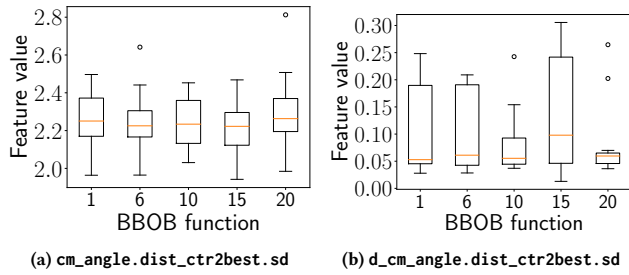 2.8
2.6
2.4
2.2
2.0
Feature value
1 6 10 15 20
BBOB function
(a) cm_angle.dist_ctr2best.sd
0.30
0.25
0.20
0.15
0.10
0.05
0.00
Feature value
1 6 10 15 20
BBOB function
(b) d_cm_angle.dist_ctr2best.sd